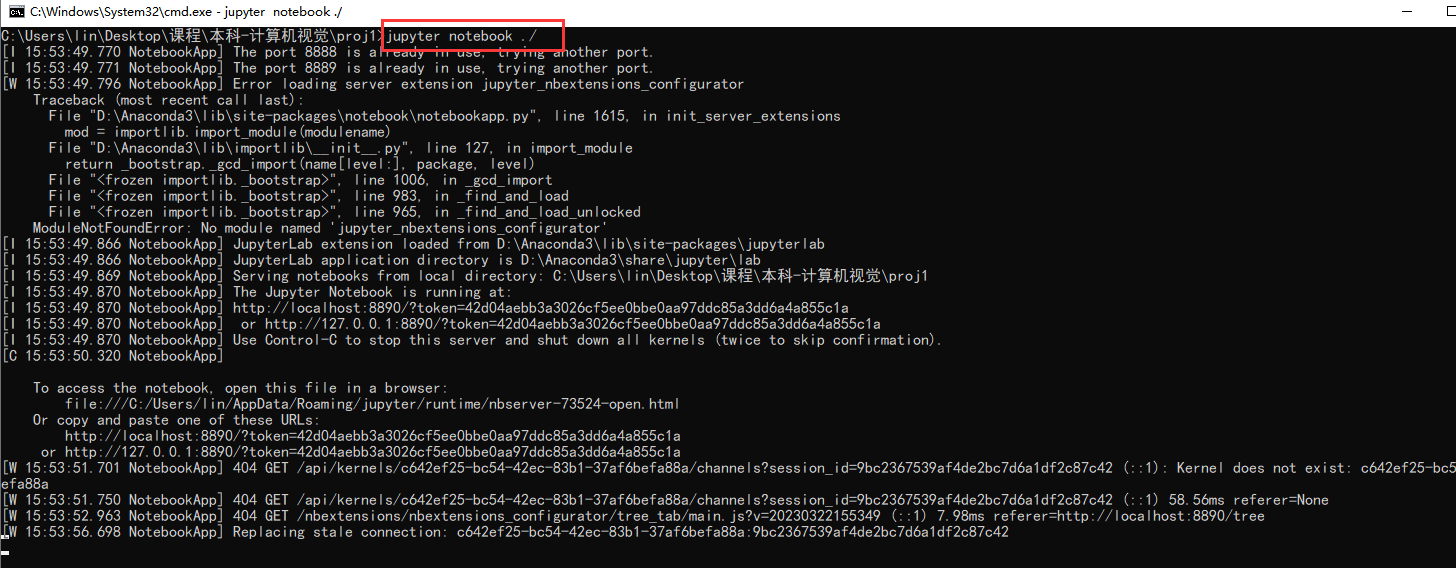 C:\Windows\System32\cmd.exe - jupyter  notebook ./
C:\Users\lin\Desktop\课程\本科-计算机视觉\proj1>jupyter notebook ./
[I 15:53:49.770 NotebookApp] The port 8888 is already in use, trying another port.
[I 15:53:49.771 NotebookApp] The port 8889 is already in use, trying another port.
[W 15:53:49.796 NotebookApp] Error loading server extension jupyter_nbextensions_configurator
    Traceback (most recent call last):
      File "D:\Anaconda3\lib\site-packages\notebook\notebookapp.py", line 1615, in init_server_extensions
        mod = importlib.import_module(modulename)
      File "D:\Anaconda3\lib\importlib\__init__.py", line 127, in import_module
        return _bootstrap._gcd_import(name[level:], package, level)
      File "<frozen importlib._bootstrap>", line 1006, in _gcd_import
      File "<frozen importlib._bootstrap>", line 983, in _find_and_load
      File "<frozen importlib._bootstrap>", line 965, in _find_and_load_unlocked
    ModuleNotFoundError: No module named 'jupyter_nbextensions_configurator'
[I 15:53:49.866 NotebookApp] JupyterLab extension loaded from D:\Anaconda3\lib\site-packages\jupyterlab
[I 15:53:49.866 NotebookApp] JupyterLab application directory is D:\Anaconda3\share\jupyter\lab
[I 15:53:49.869 NotebookApp] Serving notebooks from local directory: C:\Users\lin\Desktop\课程\本科-计算机视觉\proj1
[I 15:53:49.870 NotebookApp] The Jupyter Notebook is running at:
[I 15:53:49.870 NotebookApp] http://localhost:8890/?token=42d04aebb3a3026cf5ee0bbe0aa97ddc85a3dd6a4a855c1a
[I 15:53:49.870 NotebookApp]  or http://127.0.0.1:8890/?token=42d04aebb3a3026cf5ee0bbe0aa97ddc85a3dd6a4a855c1a
[I 15:53:49.870 NotebookApp] Use Control-C to stop this server and shut down all kernels (twice to skip confirmation).
[C 15:53:50.320 NotebookApp]
    To access the notebook, open this file in a browser:
        file:///C:/Users/lin/AppData/Roaming/jupyter/runtime/nbserver-73524-open.html
    Or copy and paste one of these URLs:
        http://localhost:8890/?token=42d04aebb3a3026cf5ee0bbe0aa97ddc85a3dd6a4a855c1a
     or http://127.0.0.1:8890/?token=42d04aebb3a3026cf5ee0bbe0aa97ddc85a3dd6a4a855c1a
[W 15:53:51.701 NotebookApp] 404 GET /api/kernels/c642ef25-bc54-42ec-83b1-37af6befa88a/channels?session_id=9bc2367539af4de2bc7d6a1df2c87c42 (::1): Kernel does not exist: c642ef25-bc5
efa88a
[W 15:53:51.750 NotebookApp] 404 GET /api/kernels/c642ef25-bc54-42ec-83b1-37af6befa88a/channels?session_id=9bc2367539af4de2bc7d6a1df2c87c42 (::1) 58.56ms referer=None
[W 15:53:52.963 NotebookApp] 404 GET /nbextensions/nbextensions_configurator/tree_tab/main.js?v=20230322155349 (::1) 7.98ms referer=http://localhost:8890/tree
[W 15:53:56.698 NotebookApp] Replacing stale connection: c642ef25-bc54-42ec-83b1-37af6befa88a:9bc2367539af4de2bc7d6a1df2c87c42